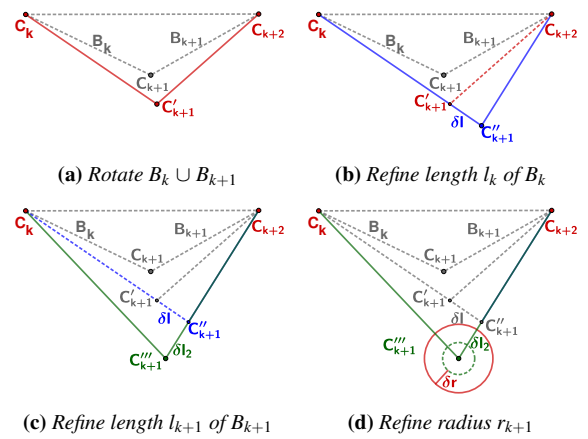 C_k B_k B_{k+1} C_{k+2}
C_{k+1}
C'_{k+1}
(a) Rotate B_k ∪ B_{k+1}
C_k B_k B_{k+1} C_{k+2}
C_{k+1}
C'_{k+1}
δl C''_{k+1}
(b) Refine length l_k of B_k
C_k B_k B_{k+1} C_{k+2}
C_{k+1}
C'_{k+1}
δl C''_{k+1}
C'''_{k+1} δl_2
(c) Refine length l_{k+1} of B_{k+1}
C_k B_k B_{k+1} C_{k+2}
C_{k+1}
C'_{k+1}
δl C''_{k+1}
C'''_{k+1} δl_2
δr
(d) Refine radius r_{k+1}